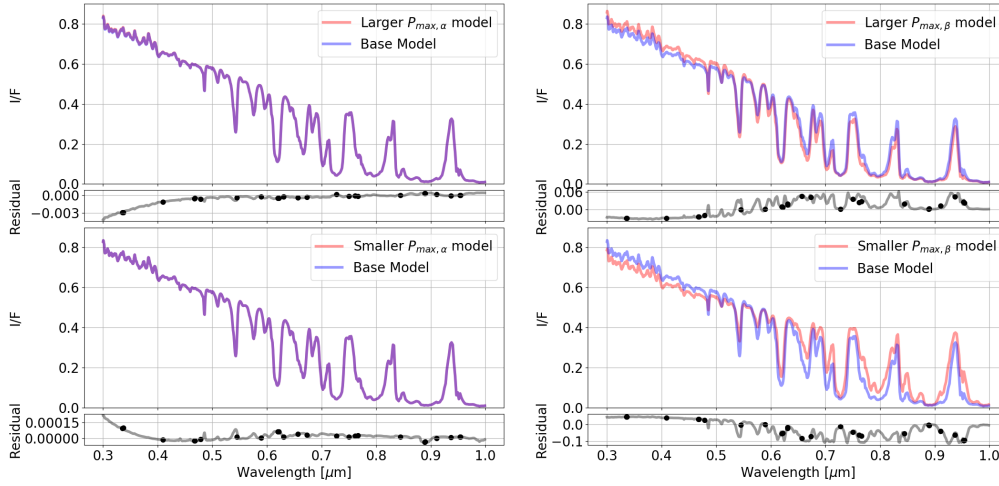 Larger P_max,α model
Base Model
I/F
0.8
0.6
0.4
0.2
0.0
Residual
0.000
−0.003
Larger P_max,β model
Base Model
I/F
0.8
0.6
0.4
0.2
0.0
Residual
0.06
0.00
Smaller P_max,α model
Base Model
I/F
0.8
0.6
0.4
0.2
0.0
Residual
0.00015
0.00000
0.3 0.4 0.5 0.6 0.7 0.8 0.9 1.0
Wavelength [μm]
Smaller P_max,β model
Base Model
I/F
0.8
0.6
0.4
0.2
0.0
Residual
0.0
−0.1
0.3 0.4 0.5 0.6 0.7 0.8 0.9 1.0
Wavelength [μm]